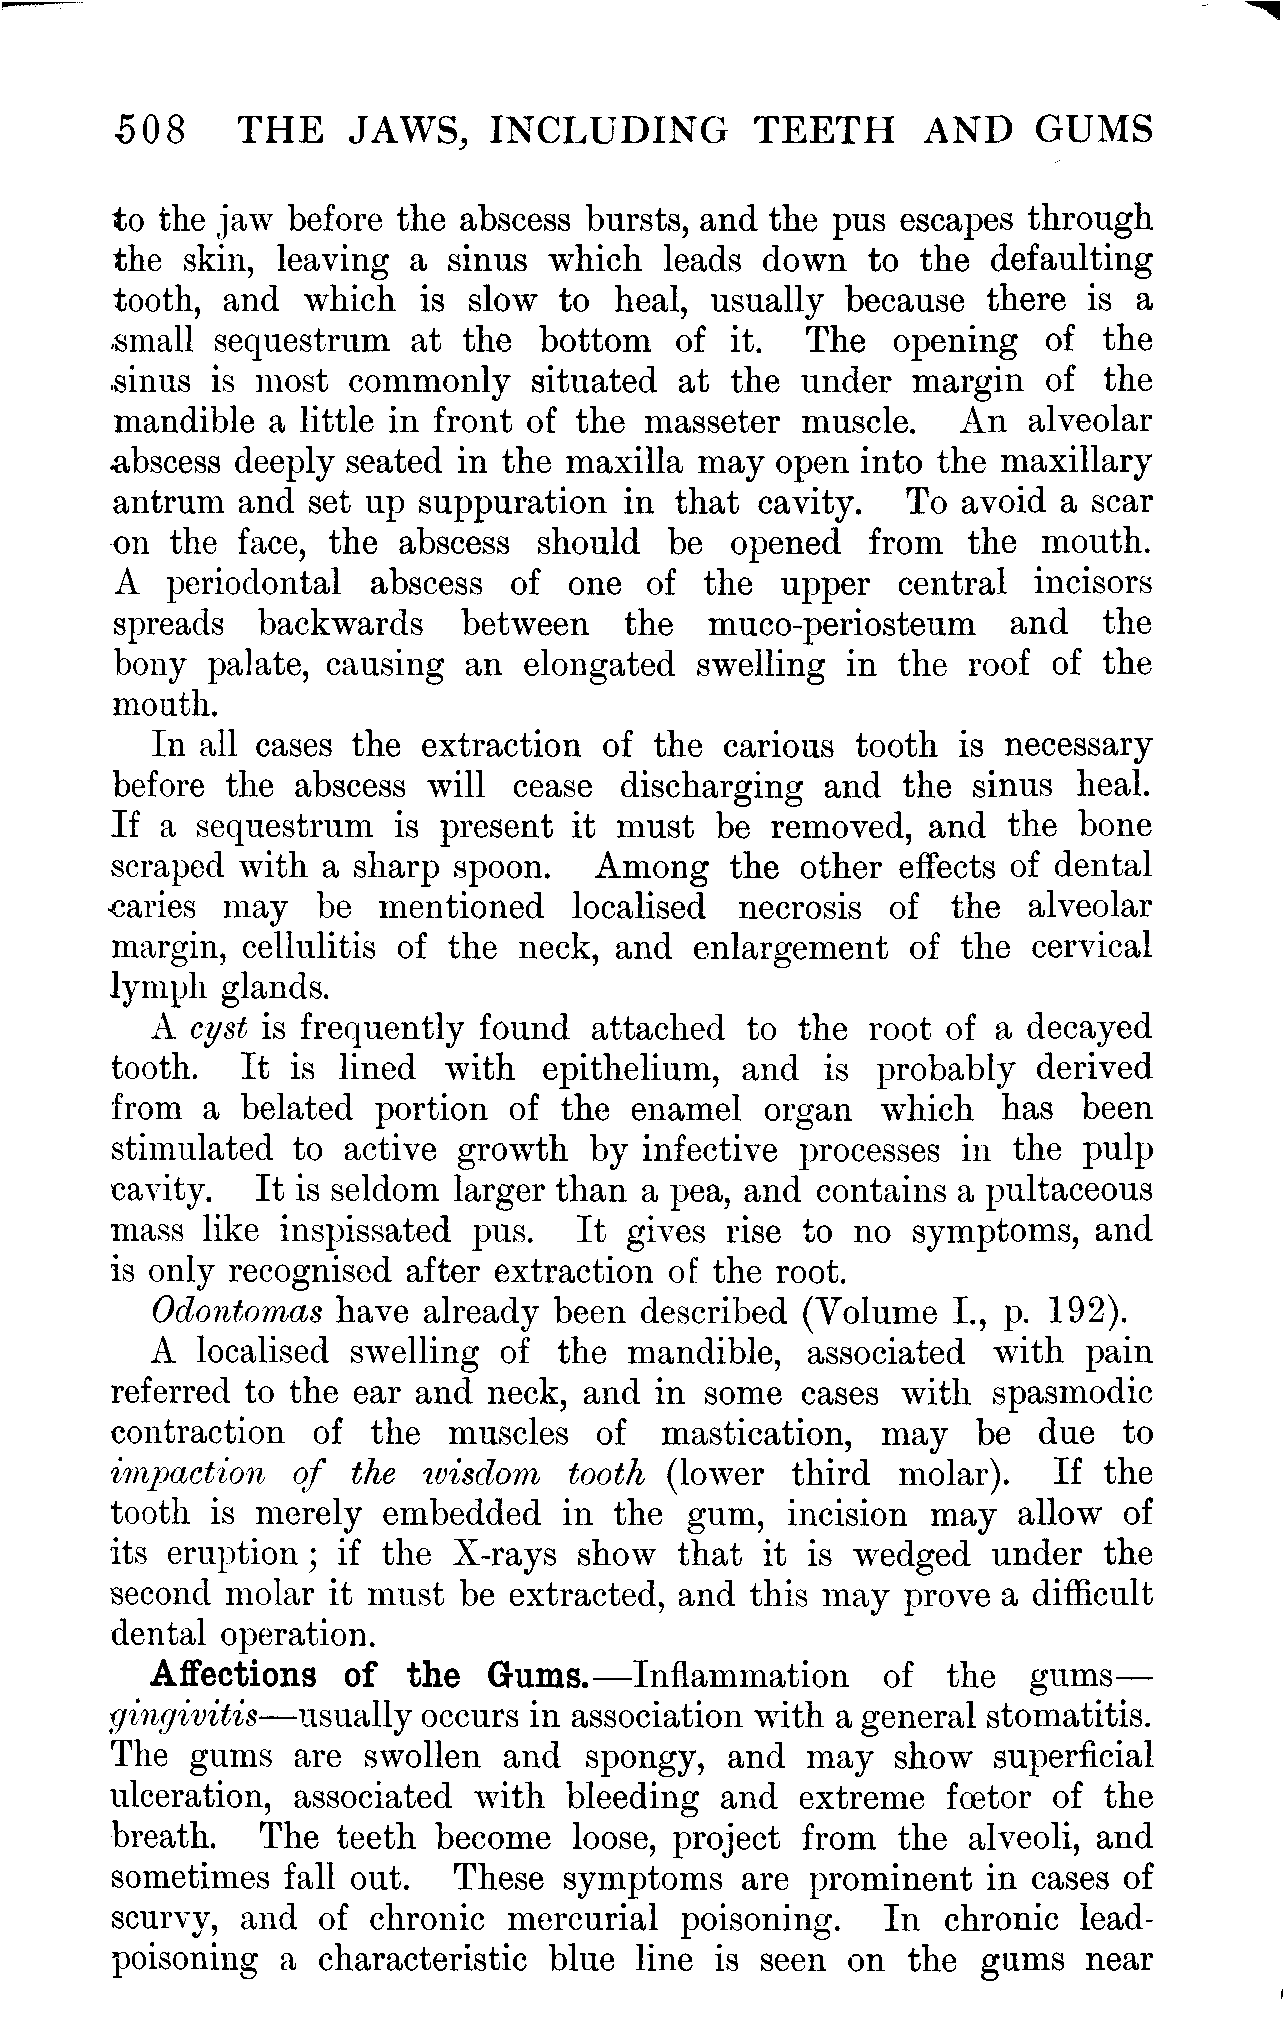 508 THE JAWS, INCLUDING TEETH AND GUMS
to the jaw before the abscess bursts, and the pus escapes through
the skin, leaving a sinus which leads down to the defaulting
tooth, and which is slow to heal, usually because there is a
small sequestrum at the bottom of it. The opening of the
sinus is most commonly situated at the under margin of the
mandible a little in front of the masseter muscle. An alveolar
abscess deeply seated in the maxilla may open into the maxillary
antrum and set up suppuration in that cavity. To avoid a scar
on the face, the abscess should be opened from the mouth.
A periodontal abscess of one of the upper central incisors
spreads backwards between the muco-periosteum and the
bony palate, causing an elongated swelling in the roof of the
mouth.
In all cases the extraction of the carious tooth is necessary
before the abscess will cease discharging and the sinus heal.
If a sequestrum is present it must be removed, and the bone
scraped with a sharp spoon. Among the other effects of dental
caries may be mentioned localised necrosis of the alveolar
margin, cellulitis of the neck, and enlargement of the cervical
lymph glands.
A cyst is frequently found attached to the root of a decayed
tooth. It is lined with epithelium, and is probably derived
from a belated portion of the enamel organ which has been
stimulated to active growth by infective processes in the pulp
cavity. It is seldom larger than a pea, and contains a pultaceous
mass like inspissated pus. It gives rise to no symptoms, and
is only recognised after extraction of the root.
Odontomas have already been described (Volume I., p. 192).
A localised swelling of the mandible, associated with pain
referred to the ear and neck, and in some cases with spasmodic
contraction of the muscles of mastication, may be due to
impaction of the wisdom tooth (lower third molar). If the
tooth is merely embedded in the gum, incision may allow of
its eruption ; if the X-rays show that it is wedged under the
second molar it must be extracted, and this may prove a difficult
dental operation.
Affections of the Gums.—Inflammation of the gums—
gingivitis—usually occurs in association with a general stomatitis.
The gums are swollen and spongy, and may show superficial
ulceration, associated with bleeding and extreme fœtor of the
breath. The teeth become loose, project from the alveoli, and
sometimes fall out. These symptoms are prominent in cases of
scurvy, and of chronic mercurial poisoning. In chronic lead-
poisoning a characteristic blue line is seen on the gums near